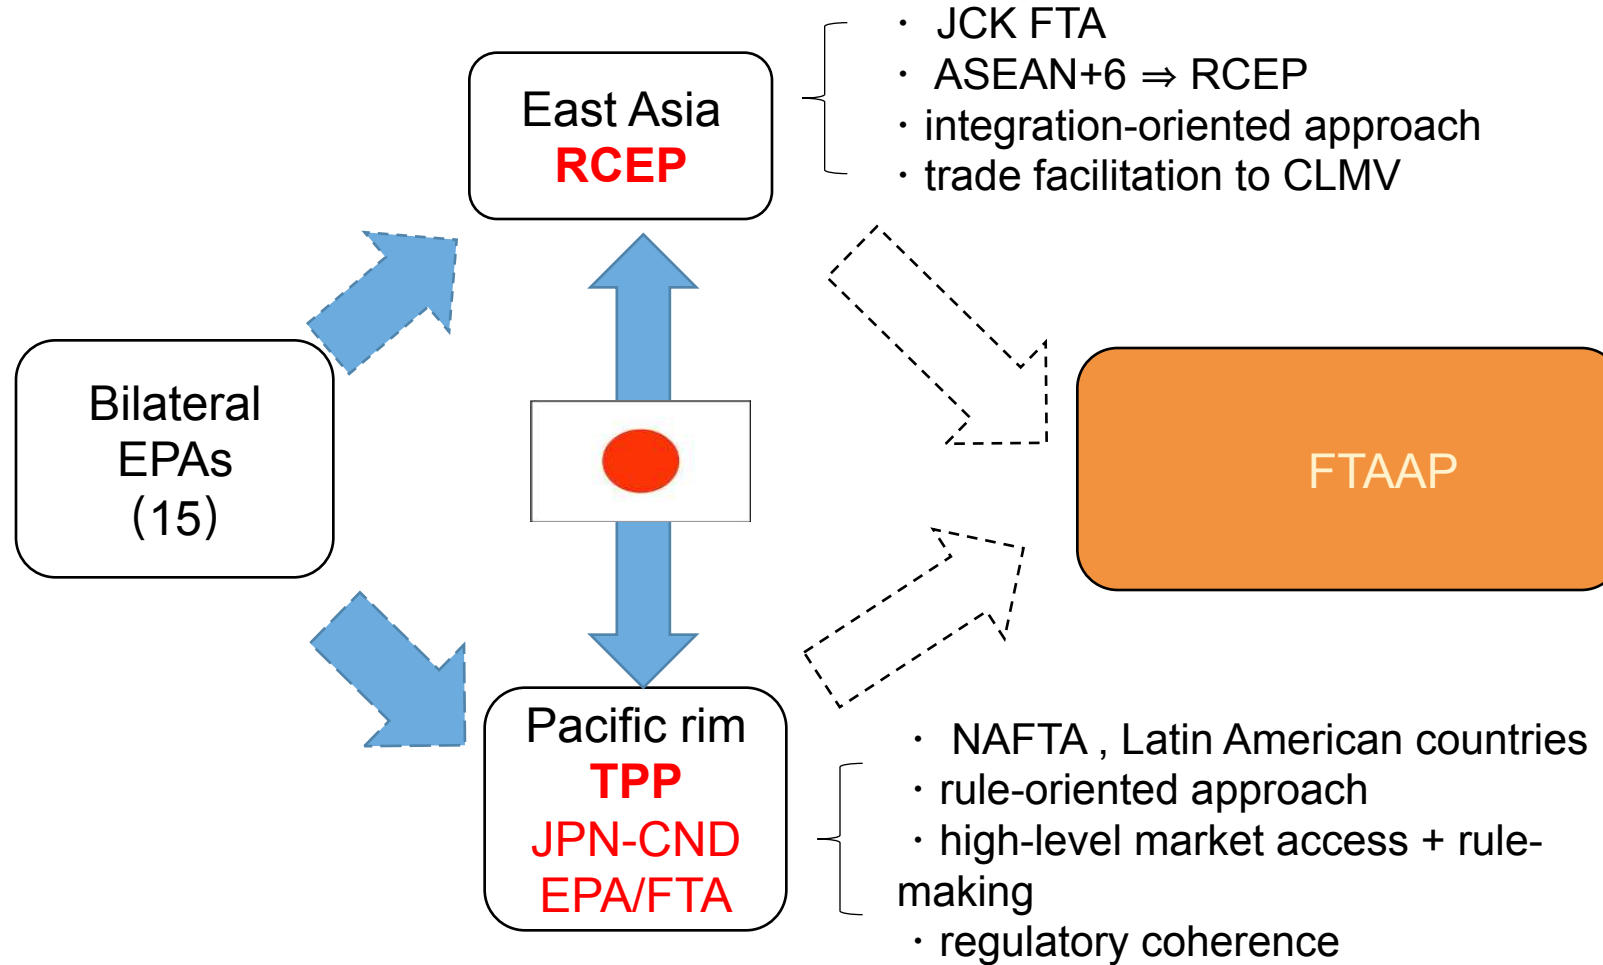 ・ JCK FTA
・ ASEAN+6 ⇒ RCEP
・integration-oriented approach
・trade facilitation to CLMV
East Asia
RCEP
Bilateral
EPAs
（15）
FTAAP
Pacific rim
TPP
JPN-CND
EPA/FTA
・ NAFTA , Latin American countries
・rule-oriented approach
・high-level market access + rule-
making
・regulatory coherence